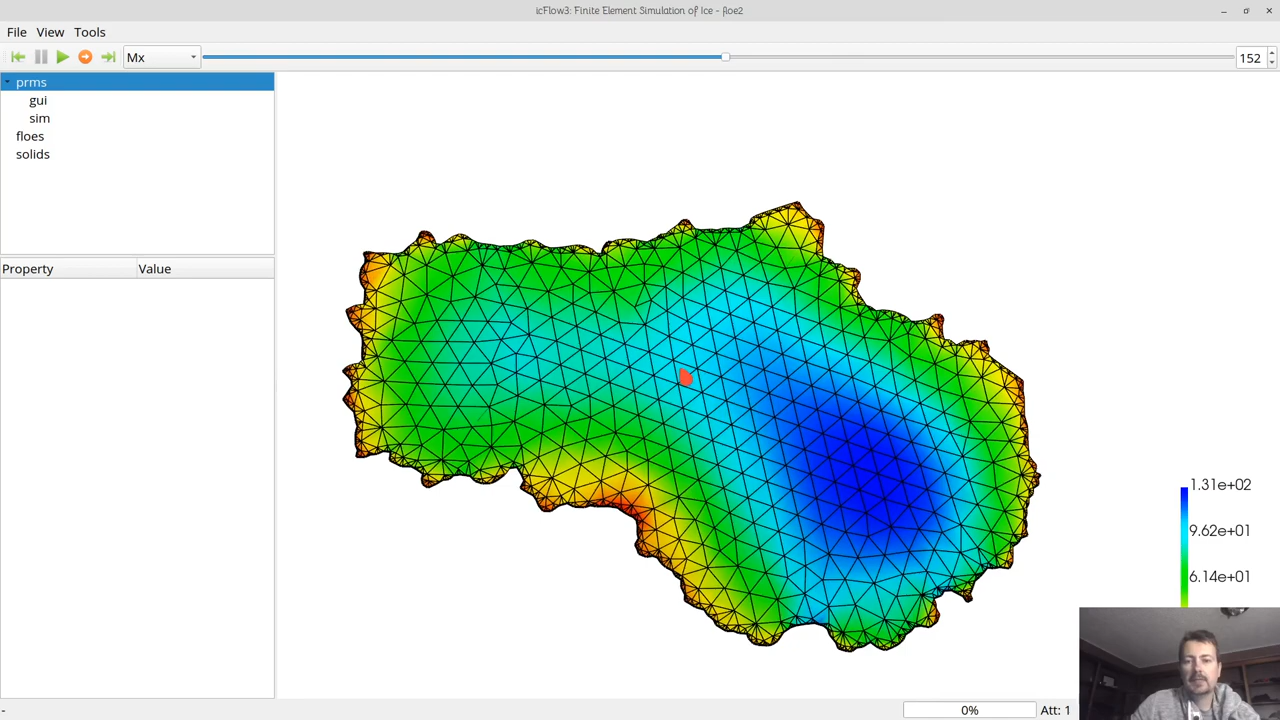 icFlow3: Finite Element Simulation of Ice - floe2
File View Tools
Mx 152
prms
gui
sim
floes
solids
Property Value
1.31e+02
9.62e+01
6.14e+01
- 0% Att: 1